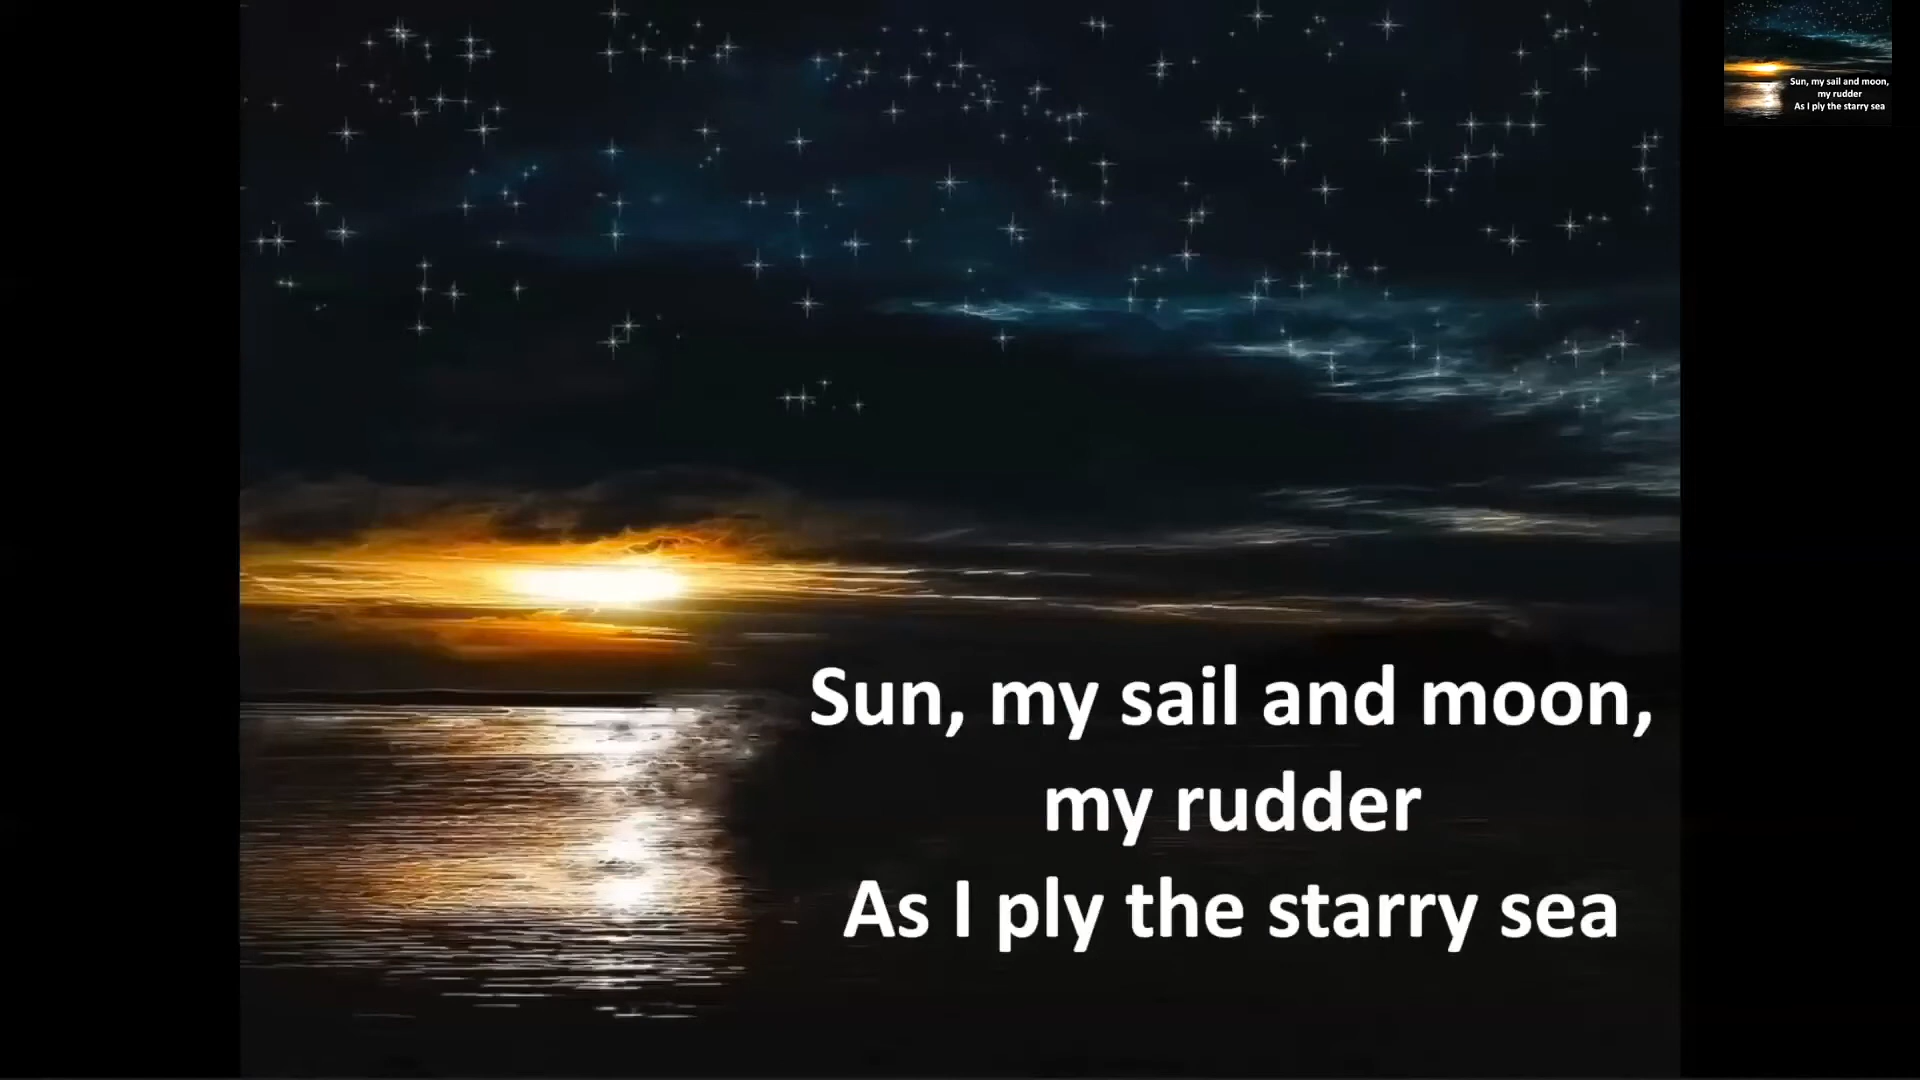 Sun, my sail and moon,
my rudder
As I ply the starry sea
Sun, my sail and moon,
my rudder
As I ply the starry sea